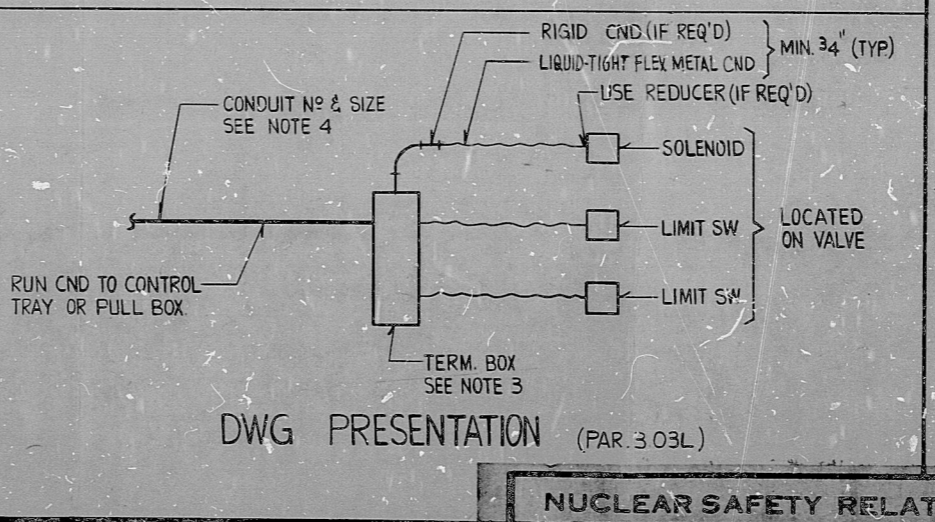 RIGID CND (IF REQ'D)
LIQUID-TIGHT FLEX METAL CND
MIN. 3/4" (TYP.)
USE REDUCER (IF REQ'D)
CONDUIT Nº & SIZE
SEE NOTE 4
SOLENOID
LIMIT SW
LOCATED
ON VALVE
LIMIT SW
RUN CND TO CONTROL
TRAY OR PULL BOX
TERM. BOX
SEE NOTE 3
DWG PRESENTATION (PAR. 3.03L)
NUCLEAR SAFETY RELAT